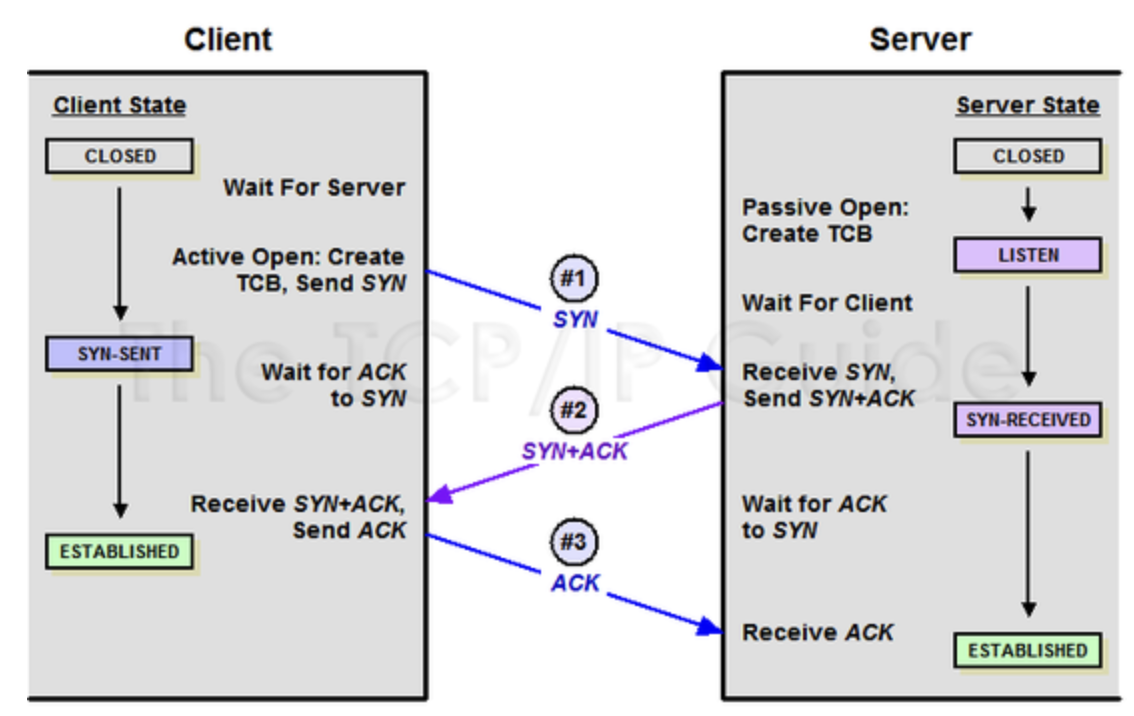 Client
Server
Client State
CLOSED
Wait For Server
Active Open: Create
TCB, Send SYN
SYN-SENT
Wait for ACK
to SYN
Receive SYN+ACK,
Send ACK
ESTABLISHED
#1
SYN
#2
SYN+ACK
#3
ACK
Server State
CLOSED
Passive Open:
Create TCB
LISTEN
Wait For Client
Receive SYN,
Send SYN+ACK
SYN-RECEIVED
Wait for ACK
to SYN
Receive ACK
ESTABLISHED
The TCP/IP Guide